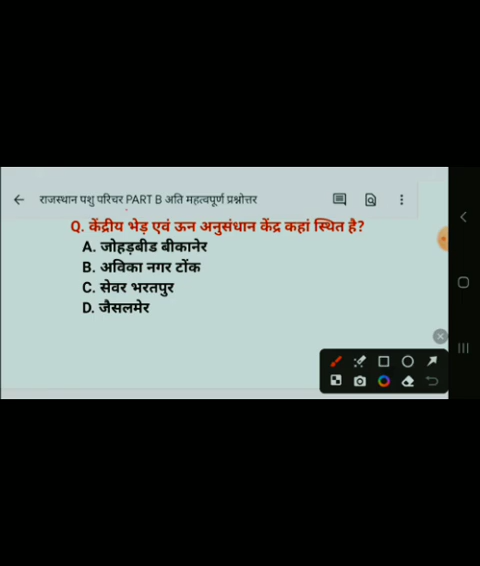 राजस्थान पशु परिचर PART B अति महत्वपूर्ण प्रश्नोत्तर
Q. केंद्रीय भेड़ एवं ऊन अनुसंधान केंद्र कहां स्थित है?
A. जोहड़बीड बीकानेर
B. अविका नगर टोंक
C. सेवर भरतपुर
D. जैसलमेर